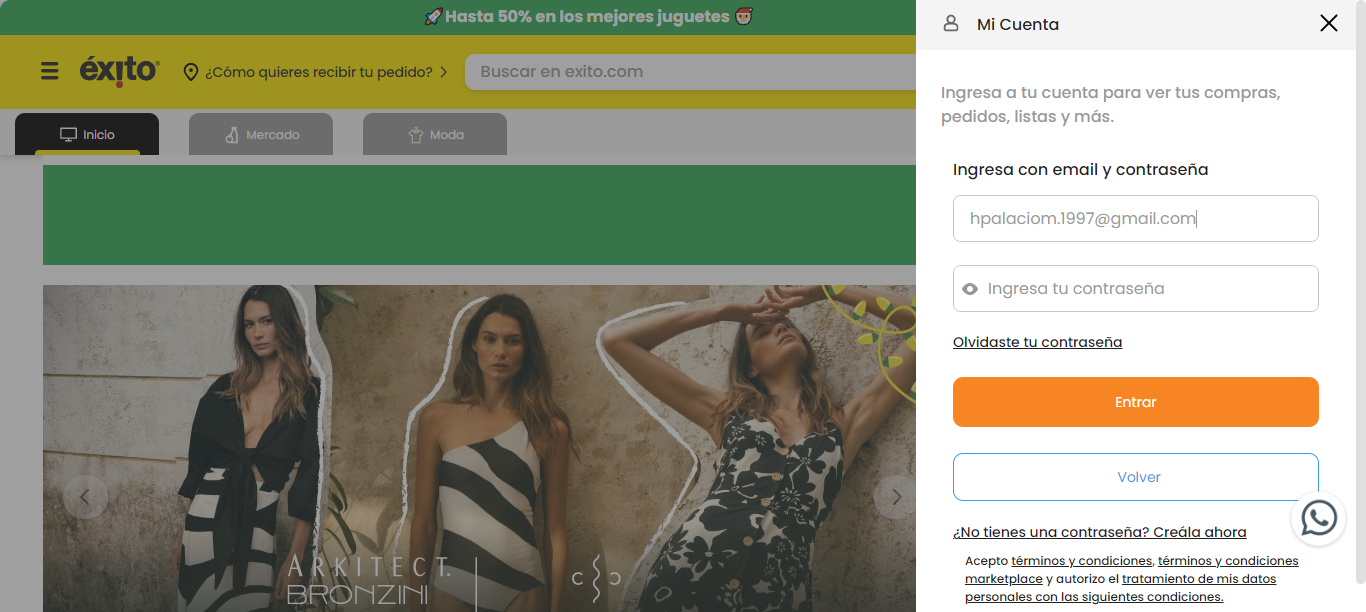 Hasta 50% en los mejores juguetes
éxito
¿Cómo quieres recibir tu pedido?
Buscar en exito.com
Inicio
Mercado
Moda
ARKITECT.
BRONZINI
Mi Cuenta
Ingresa a tu cuenta para ver tus compras,
pedidos, listas y más.
Ingresa con email y contraseña
hpalaciom.1997@gmail.com
Ingresa tu contraseña
Olvidaste tu contraseña
Entrar
Volver
¿No tienes una contraseña? Creála ahora
Acepto términos y condiciones, términos y condiciones
marketplace y autorizo el tratamiento de mis datos
personales con las siguientes condiciones.